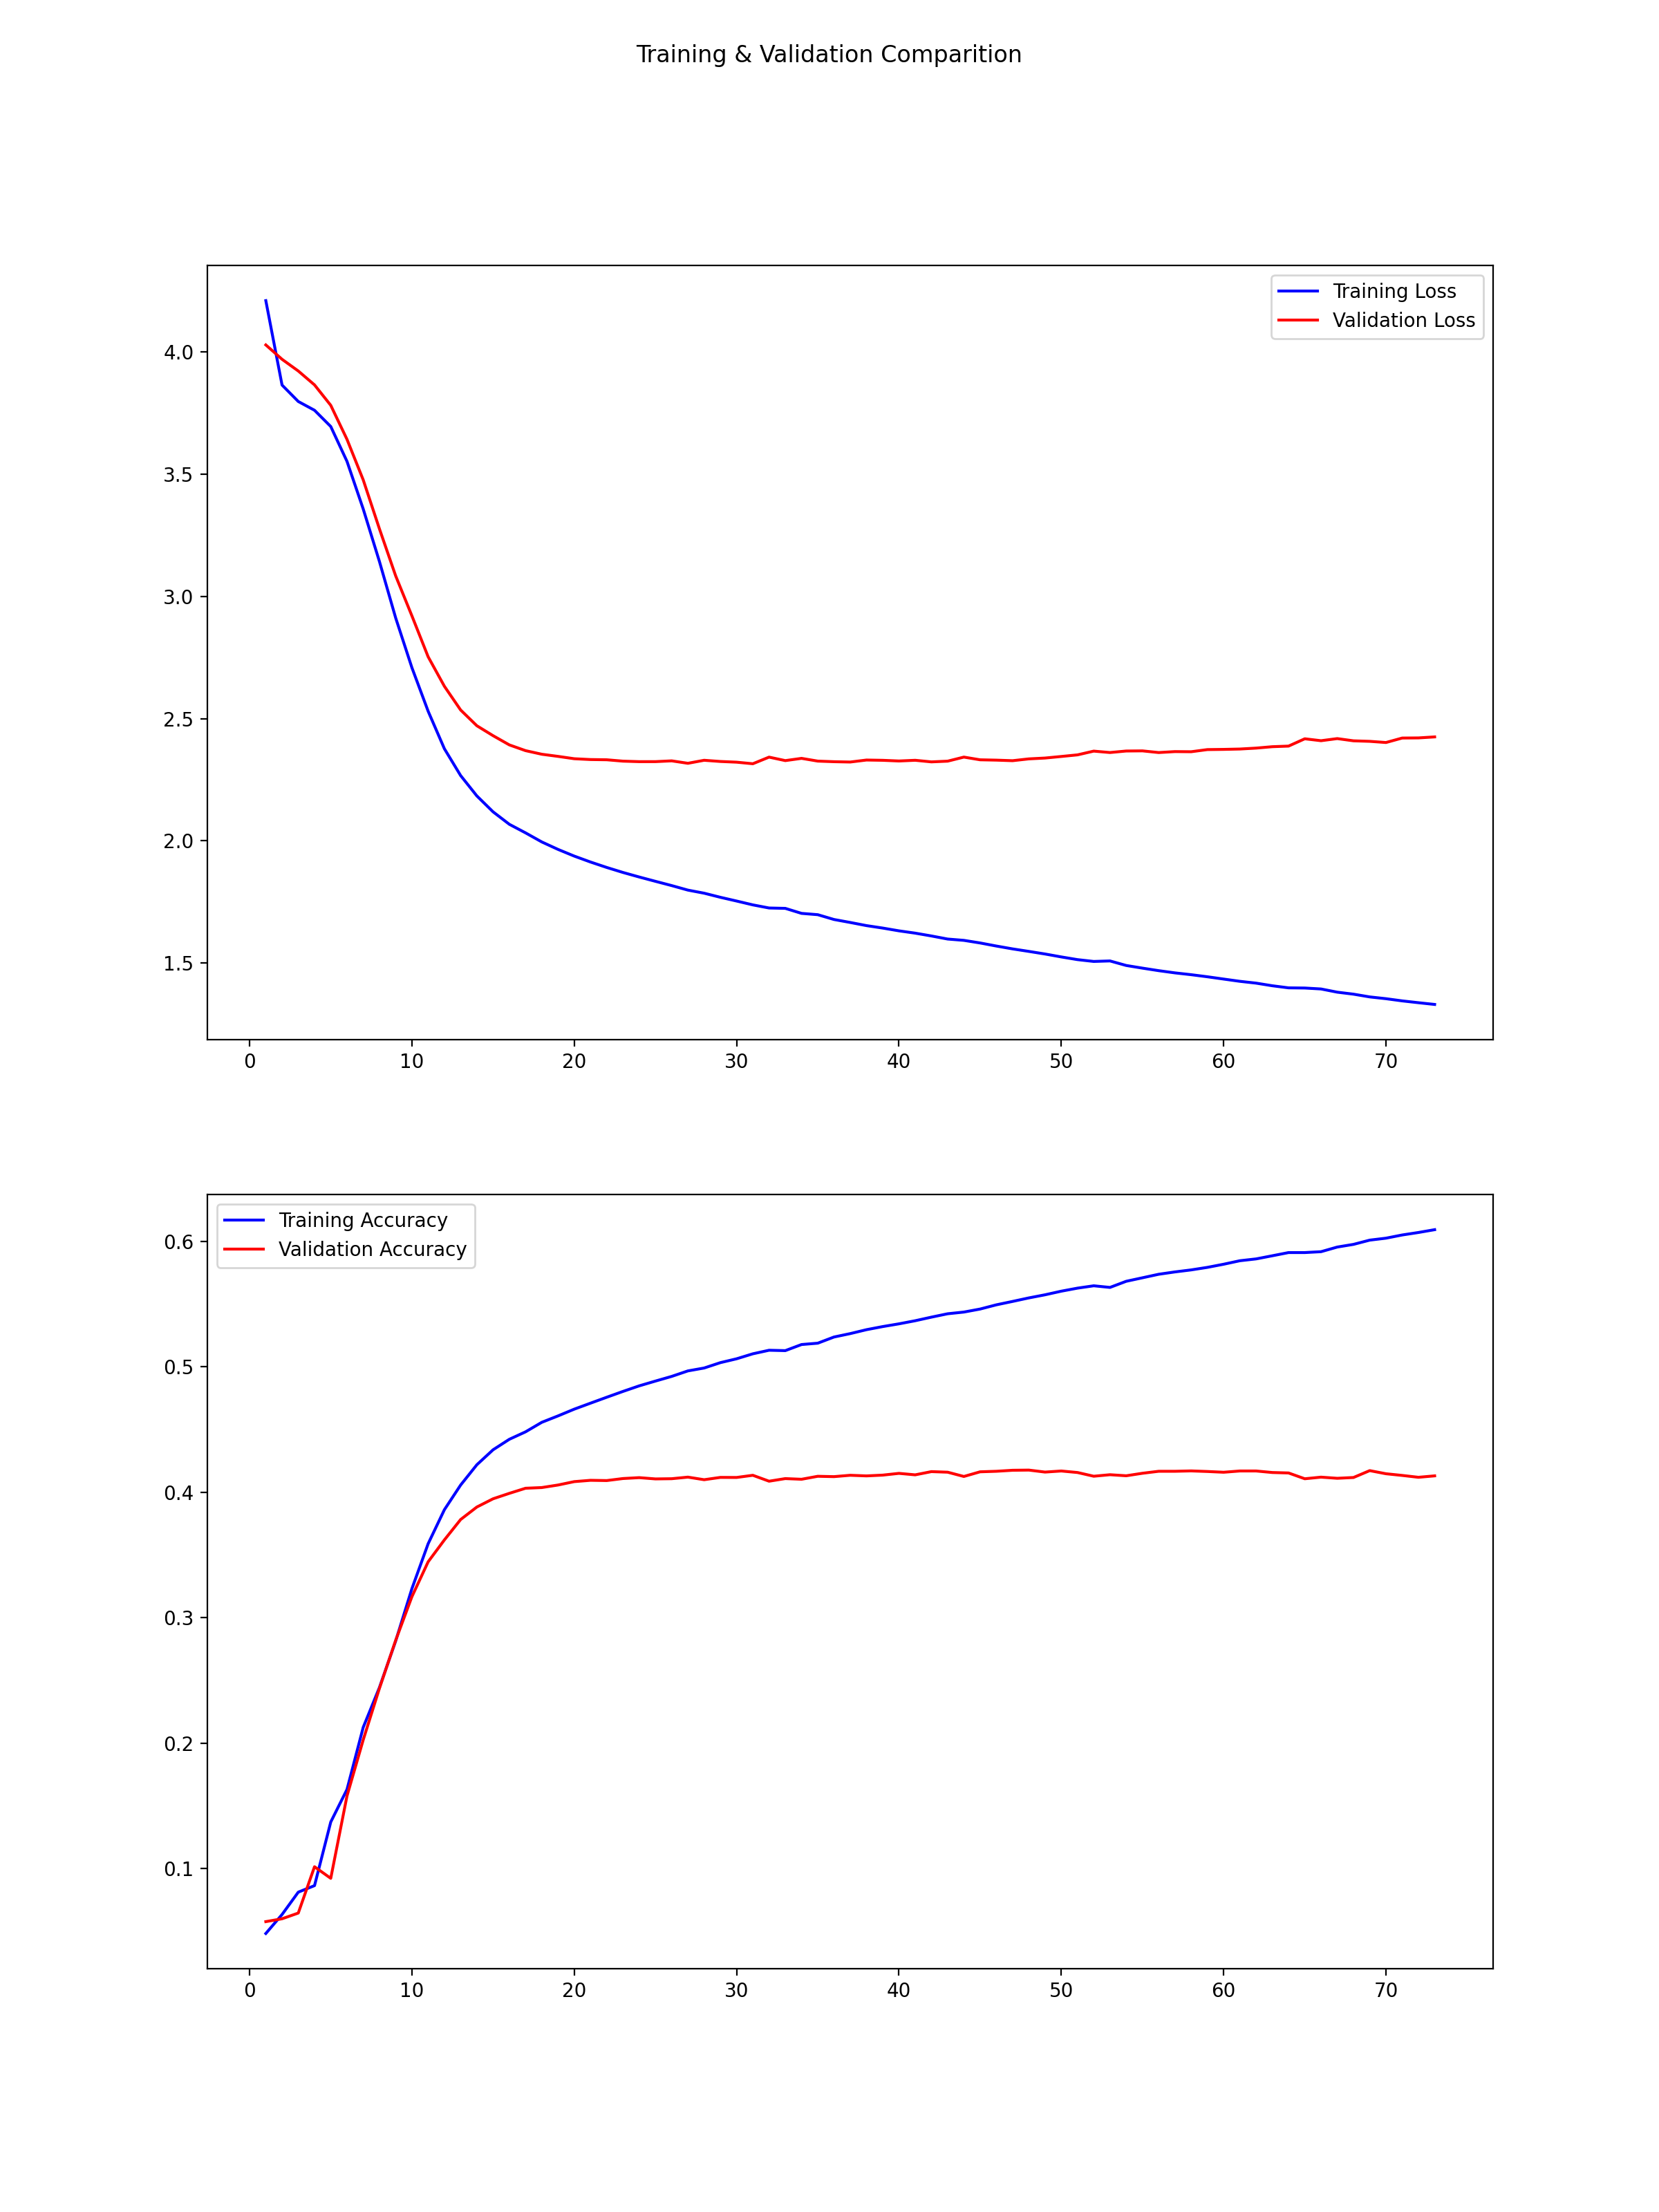 Training & Validation Comparition
Training Loss
Validation Loss
4.0
3.5
3.0
2.5
2.0
1.5
0 10 20 30 40 50 60 70
Training Accuracy
Validation Accuracy
0.6
0.5
0.4
0.3
0.2
0.1
0 10 20 30 40 50 60 70